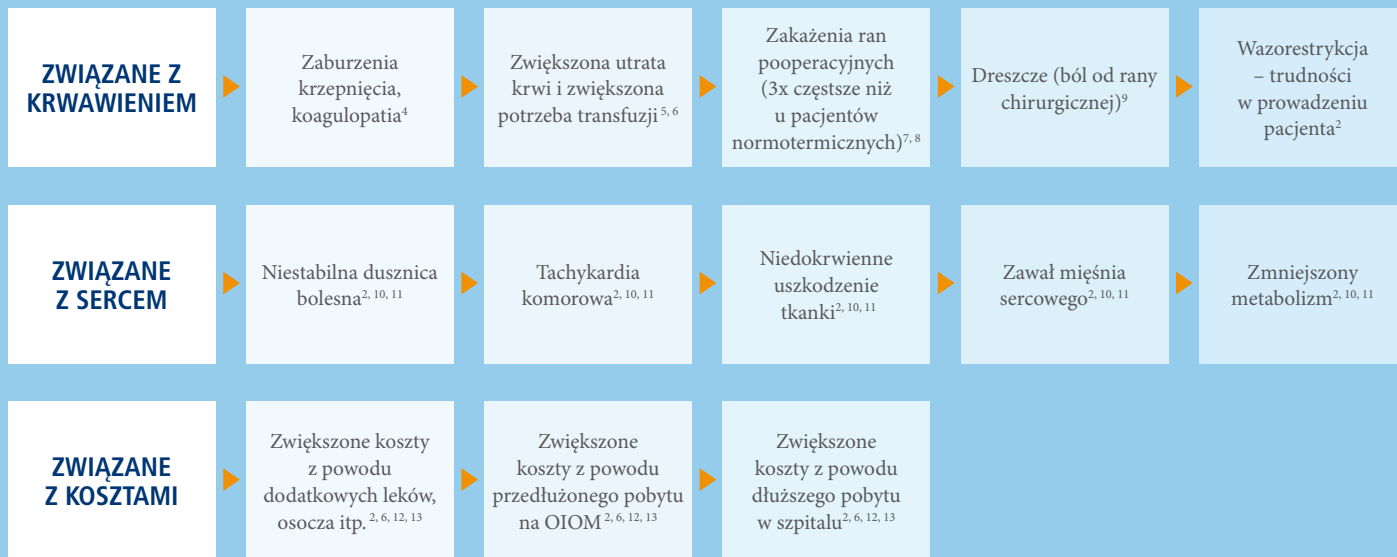 ZWIĄZANE Z
KRWAWIENIEM
Zaburzenia
krzepnięcia,
koagulopatia4
Zwiększona utrata
krwi i zwiększona
potrzeba transfuzji5, 6
Zakażenia ran
pooperacyjnych
(3x częstsze niż
u pacjentów
normotermicznych)7, 8
Dreszcze (ból od rany
chirurgicznej)9
Wazorestrykcja
– trudności
w prowadzeniu
pacjenta2
ZWIĄZANE
Z SERCEM
Niestabilna dusznica
bolesna2, 10, 11
Tachykardia
komorowa2, 10, 11
Niedokrwienne
uszkodzenie
tkanki2, 10, 11
Zawał mięśnia
sercowego2, 10, 11
Zmniejszony
metabolizm2, 10, 11
ZWIĄZANE
Z KOSZTAMI
Zwiększone koszty
z powodu
dodatkowych leków,
osocza itp. 2, 6, 12, 13
Zwiększone
koszty z powodu
przedłużonego pobytu
na OIOM2, 6, 12, 13
Zwiększone
koszty z powodu
dłuższego pobytu
w szpitalu2, 6, 12, 13